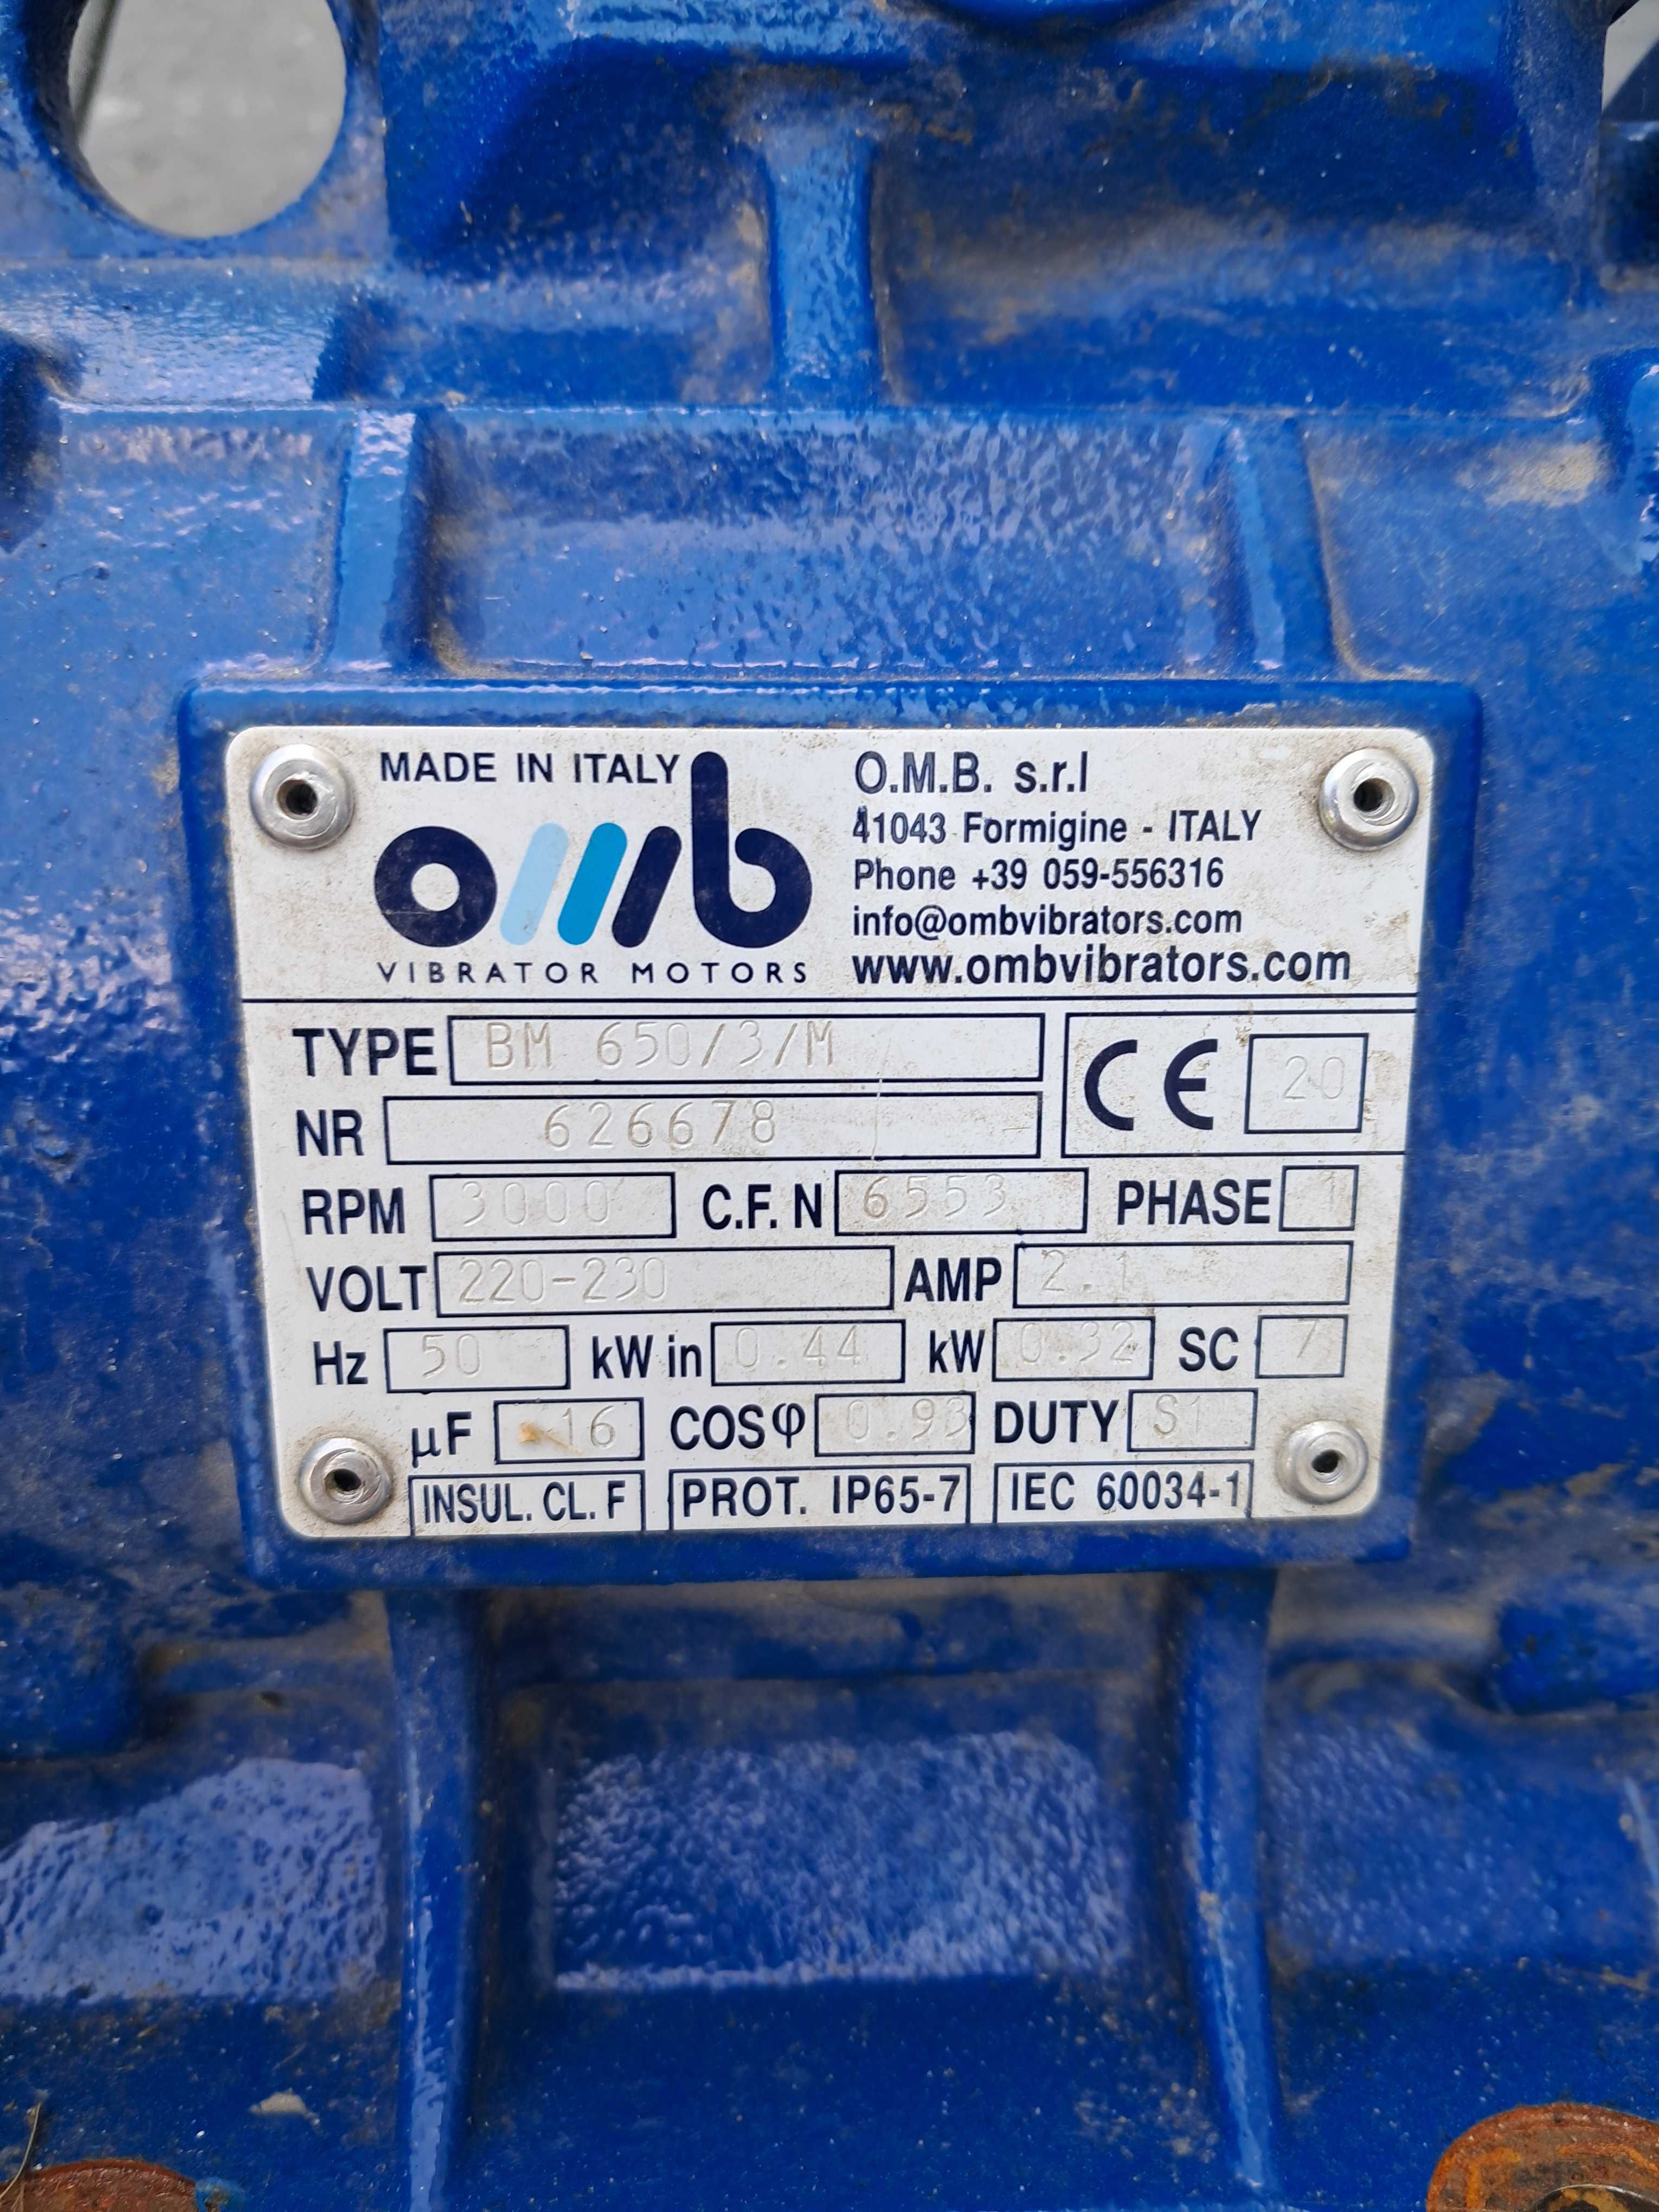 MADE IN ITALY
omb
VIBRATOR MOTORS
O.M.B. s.r.l
41043 Formigine - ITALY
Phone +39 059-556316
info@ombvibrators.com
www.ombvibrators.com
TYPE BM 650/3/M
CE 20
NR 626678
RPM 3000 C.F. N 6553 PHASE 1
VOLT 220-230 AMP 2.1
Hz 50 kW in 0.44 kW 0.32 SC 7
µF 16 COSφ 0.93 DUTY S1
INSUL. CL. F PROT. IP65-7 IEC 60034-1